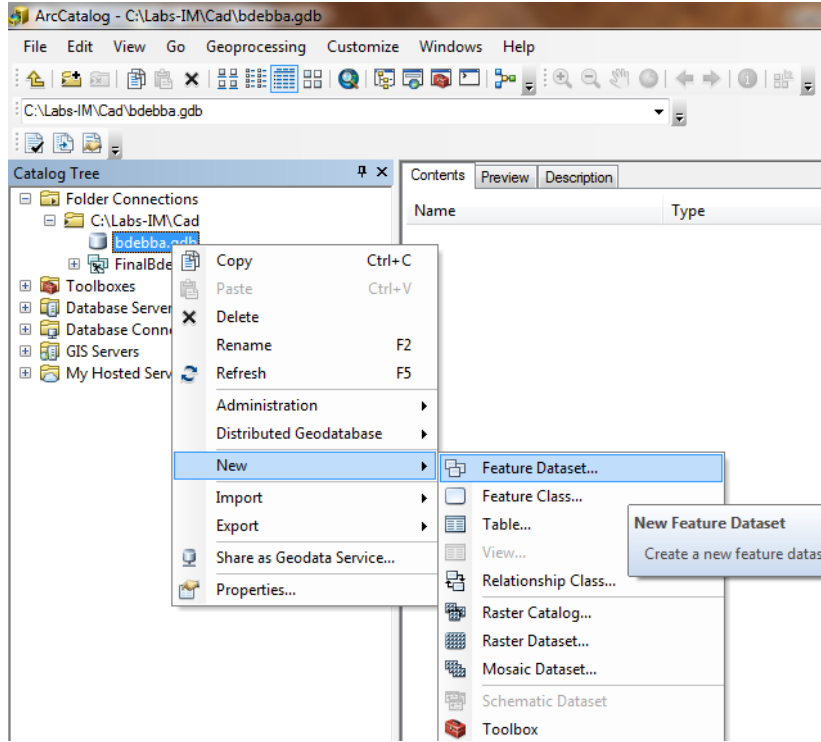 ArcCatalog - C:\Labs-IM\Cad\bdebba.gdb
File Edit View Go Geoprocessing Customize Windows Help
C:\Labs-IM\Cad\bdebba.gdb
Catalog Tree
Contents Preview Description
Name Type
Folder Connections
C:\Labs-IM\Cad
bdebba.gdb
FinalBde
Toolboxes
Database Server
Database Conn
GIS Servers
My Hosted Serv
Copy Ctrl+C
Paste Ctrl+V
Delete
Rename F2
Refresh F5
Administration
Distributed Geodatabase
New
Import
Export
Share as Geodata Service...
Properties...
Feature Dataset...
Feature Class...
Table...
View...
Relationship Class...
Raster Catalog...
Raster Dataset...
Mosaic Dataset...
Schematic Dataset
Toolbox
New Feature Dataset
Create a new feature datas